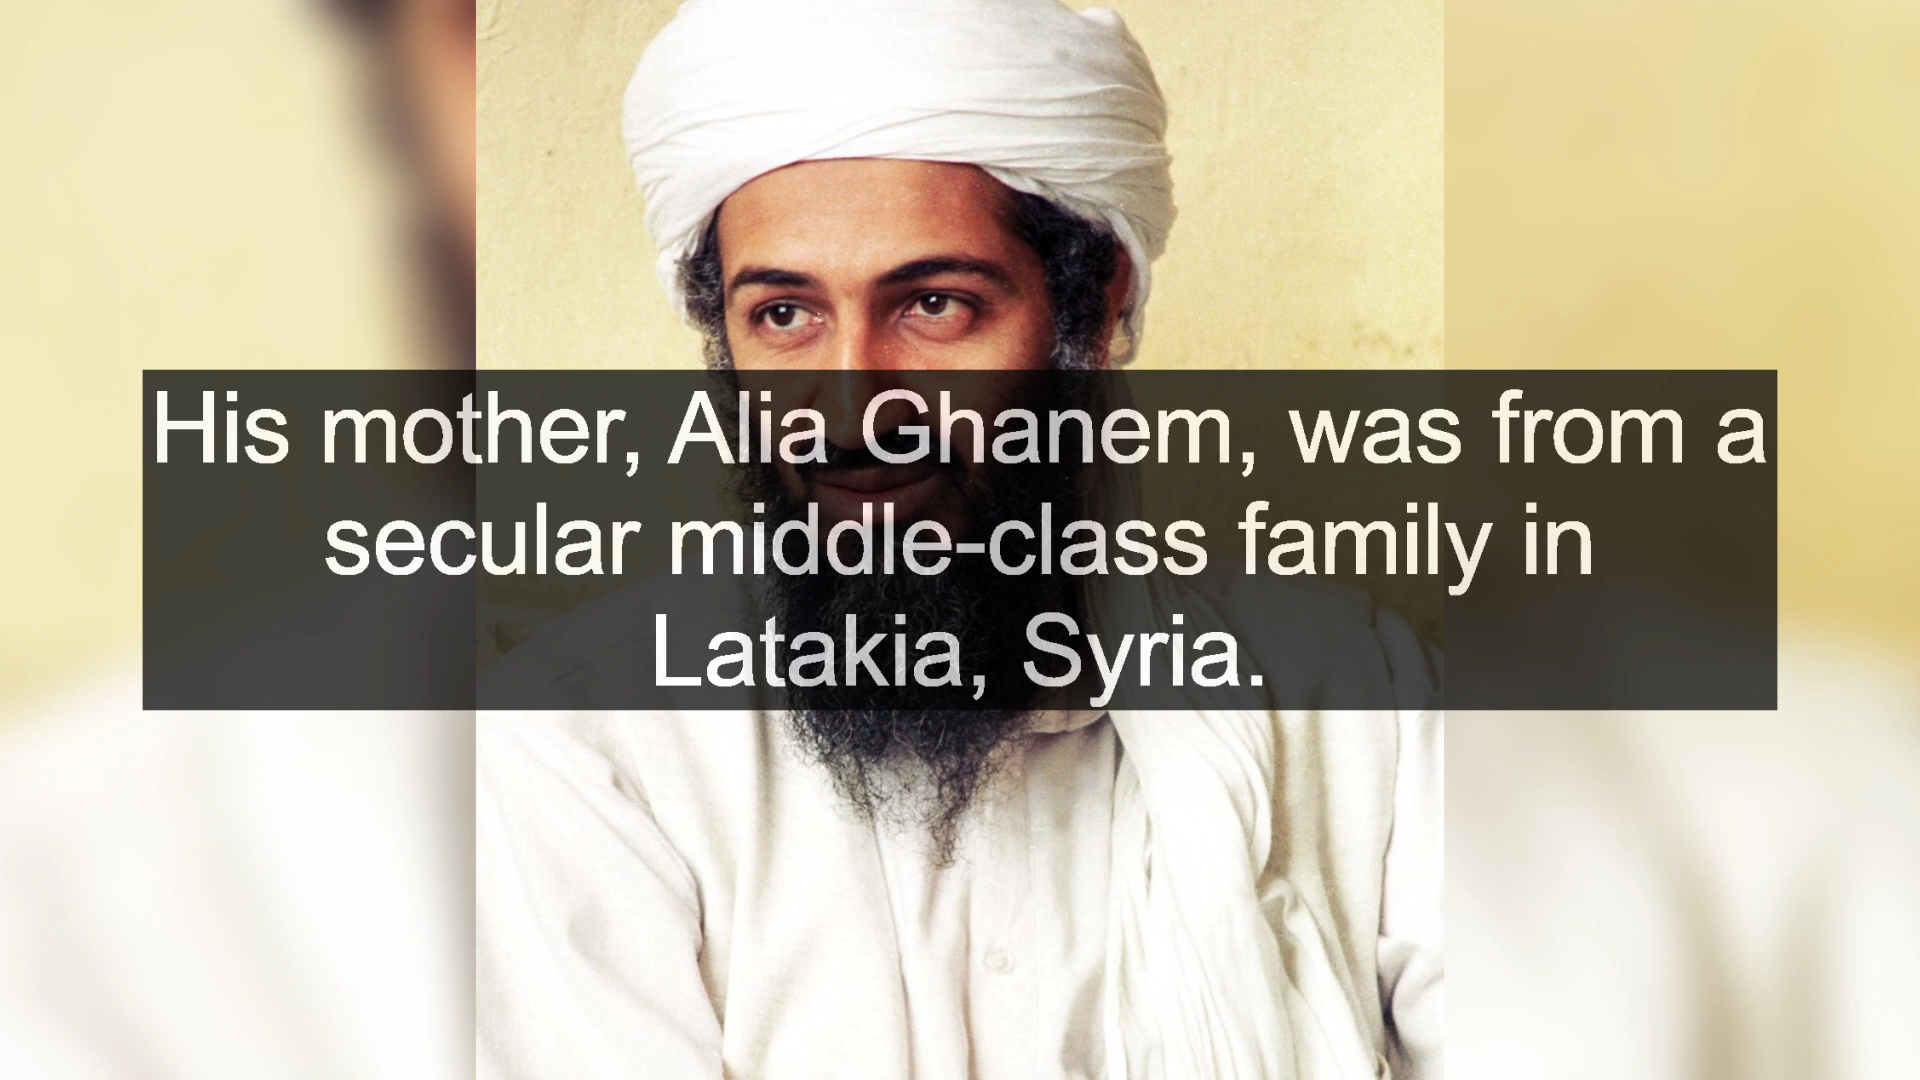 His mother, Alia Ghanem, was from a
secular middle-class family in
Latakia, Syria.